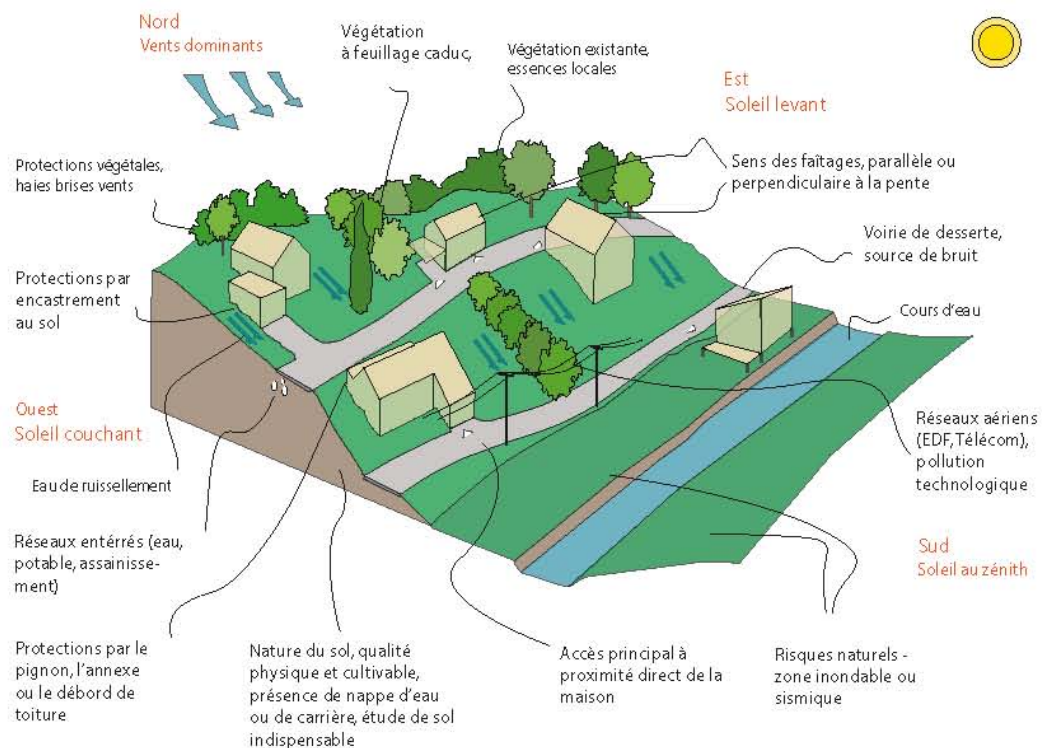 Nord
Vents dominants
Végétation
à feuillage caduc,
Végétation existante,
essences locales
Est
Soleil levant
Protections végétales,
haies brises vents
Sens des faîtages, parallèle ou
perpendiculaire à la pente
Voirie de desserte,
source de bruit
Protections par
encastrement
au sol
Cours d'eau
Ouest
Soleil couchant
Réseaux aériens
(EDF, Télécom),
pollution
technologique
Eau de ruissellement
Réseaux entérrés (eau,
potable, assainisse-
ment)
Sud
Soleil au zénith
Protections par le
pignon, l'annexe
ou le débord de
toiture
Nature du sol, qualité
physique et cultivable,
présence de nappe d'eau
ou de carrière, étude de sol
indispensable
Accès principal à
proximité direct de la
maison
Risques naturels -
zone inondable ou
sismique